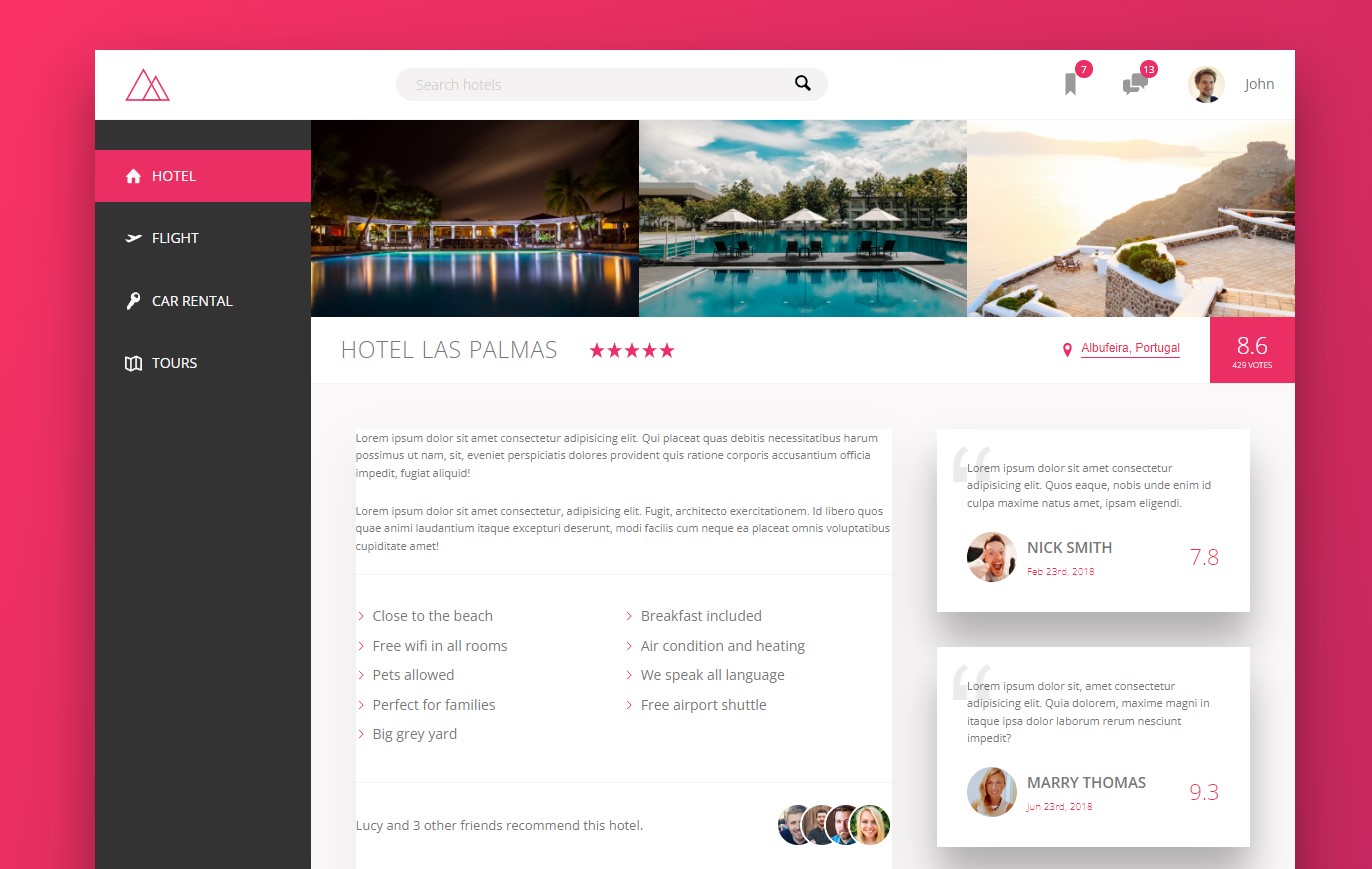 Search hotels
7
13
John
HOTEL
FLIGHT
CAR RENTAL
TOURS
HOTEL LAS PALMAS
Albufeira, Portugal
8.6
429 VOTES
Lorem ipsum dolor sit amet consectetur adipisicing elit. Qui placeat quas debitis necessitatibus harum
possimus ut nam, sit, eveniet perspiciatis dolores provident quis ratione corporis accusantium officia
impedit, fugiat aliquid!
Lorem ipsum dolor sit amet consectetur, adipisicing elit. Fugit, architecto exercitationem. Id libero quos
quae animi laudantium itaque excepturi deserunt, modi facilis cum neque ea placeat omnis voluptatibus
cupiditate amet!
Close to the beach
Free wifi in all rooms
Pets allowed
Perfect for families
Big grey yard
Breakfast included
Air condition and heating
We speak all language
Free airport shuttle
Lucy and 3 other friends recommend this hotel.
“
Lorem ipsum dolor sit amet consectetur
adipisicing elit. Quos eaque, nobis unde enim id
culpa maxime natus amet, ipsam eligendi.
NICK SMITH
Feb 23rd, 2018
7.8
“
Lorem ipsum dolor sit, amet consectetur
adipisicing elit. Quia dolorem, maxime magni in
itaque ipsa dolor laborum rerum nesciunt
impedit?
MARRY THOMAS
Jun 23rd, 2018
9.3